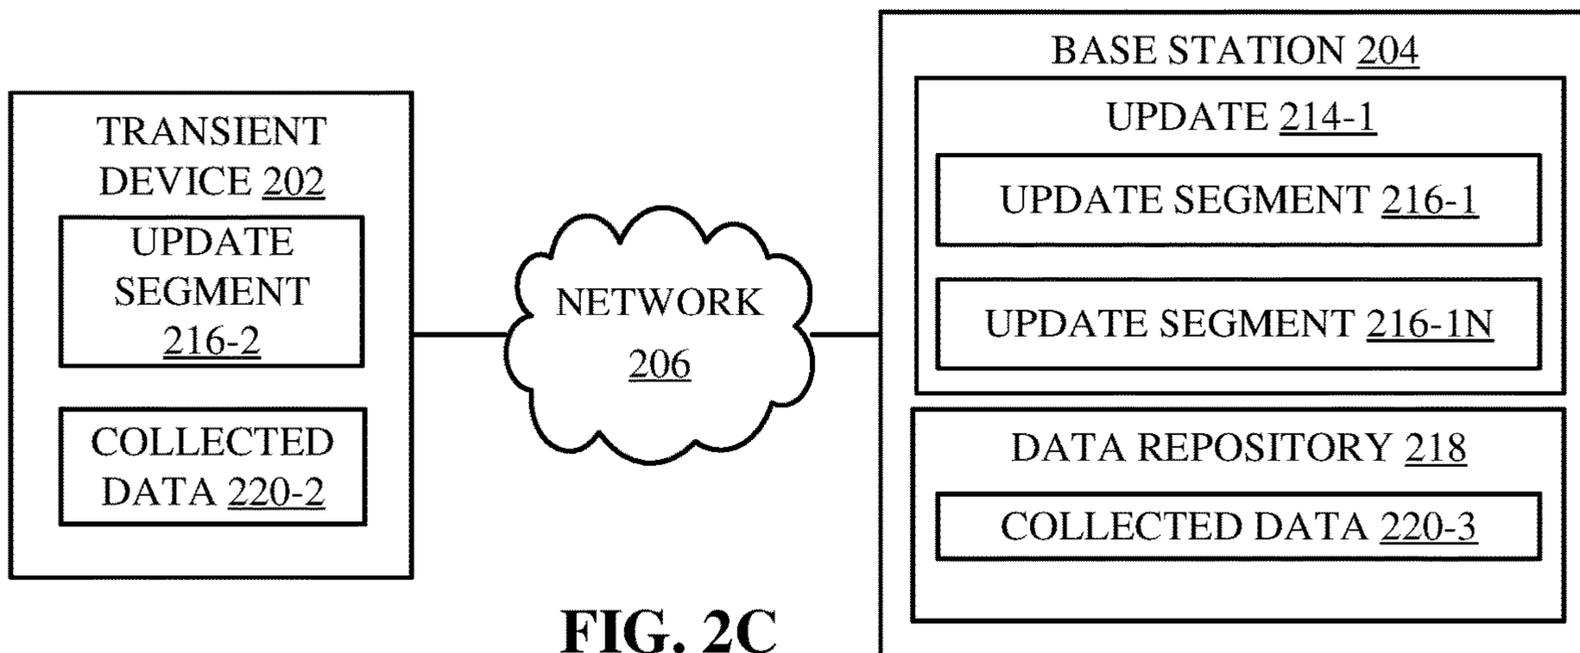 TRANSIENT
DEVICE 202
UPDATE
SEGMENT
216-2
COLLECTED
DATA 220-2
NETWORK
206
BASE STATION 204
UPDATE 214-1
UPDATE SEGMENT 216-1
UPDATE SEGMENT 216-1N
DATA REPOSITORY 218
COLLECTED DATA 220-3
FIG. 2C